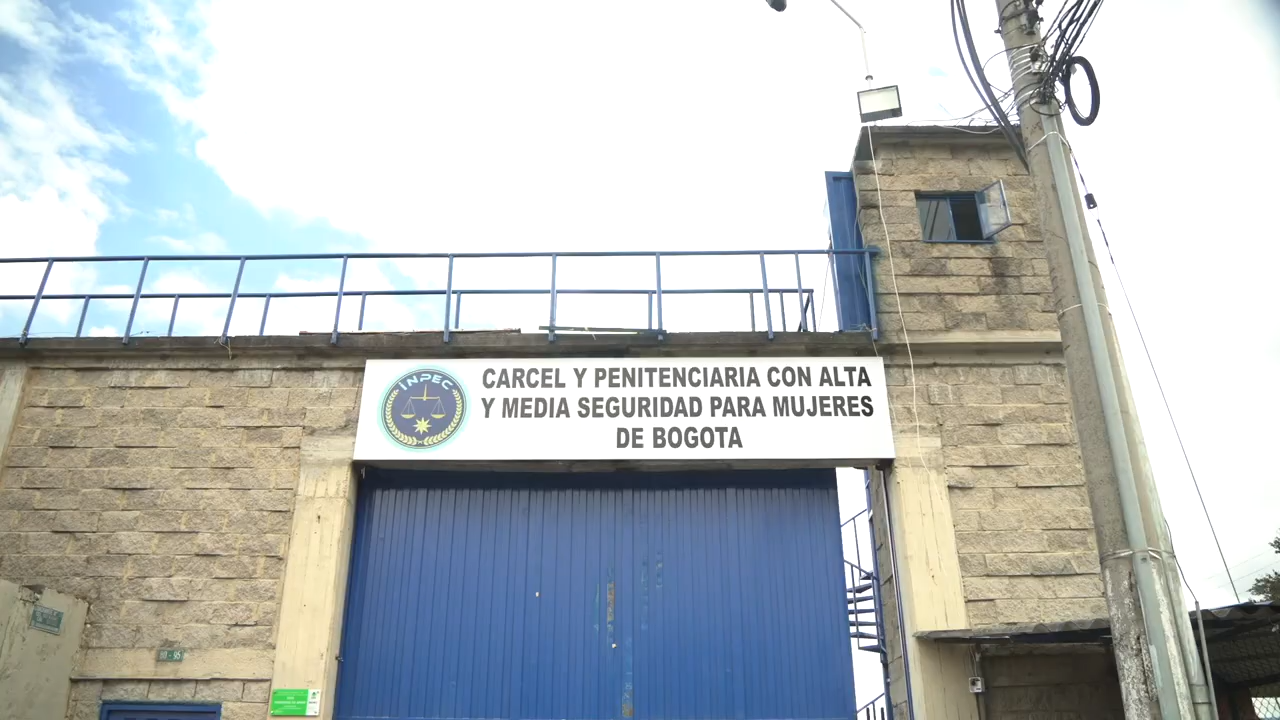 INPEC
CARCEL Y PENITENCIARIA CON ALTA
Y MEDIA SEGURIDAD PARA MUJERES
DE BOGOTA